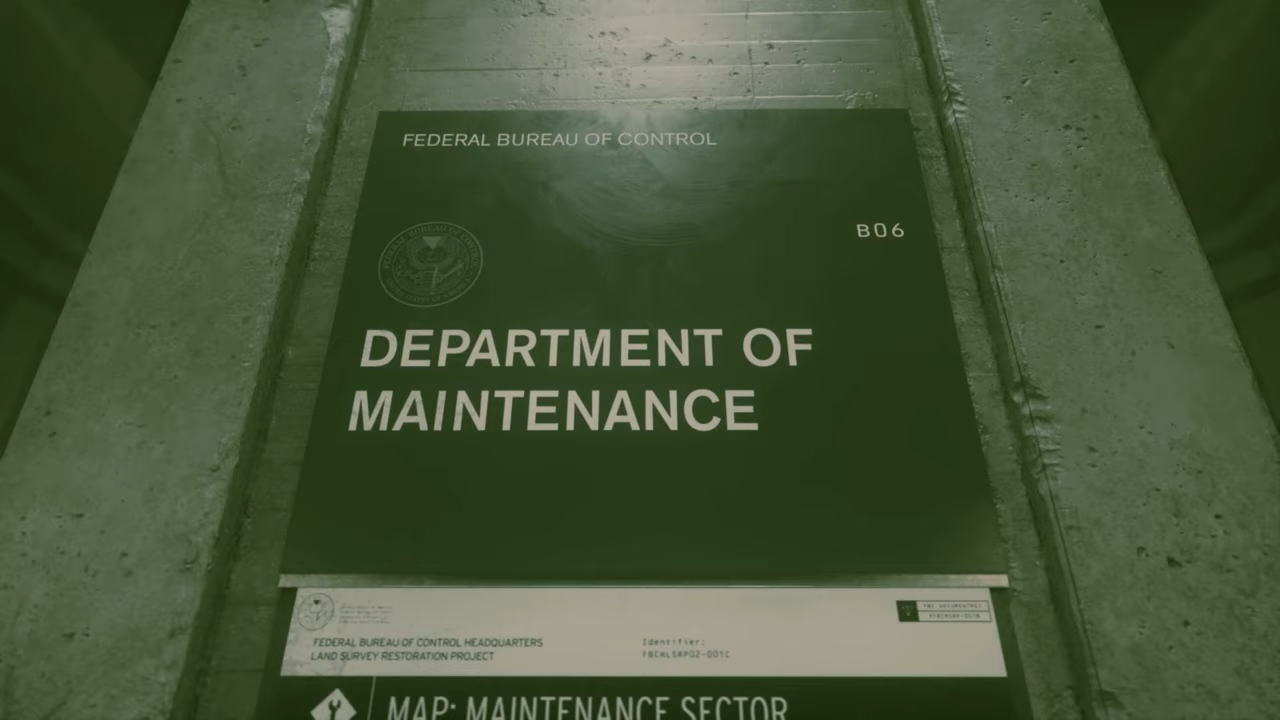 FEDERAL BUREAU OF CONTROL
B06
DEPARTMENT OF
MAINTENANCE
FEDERAL BUREAU OF CONTROL HEADQUARTERS
LAND SURVEY RESTORATION PROJECT
Identifier:
MAP: MAINTENANCE SECTOR